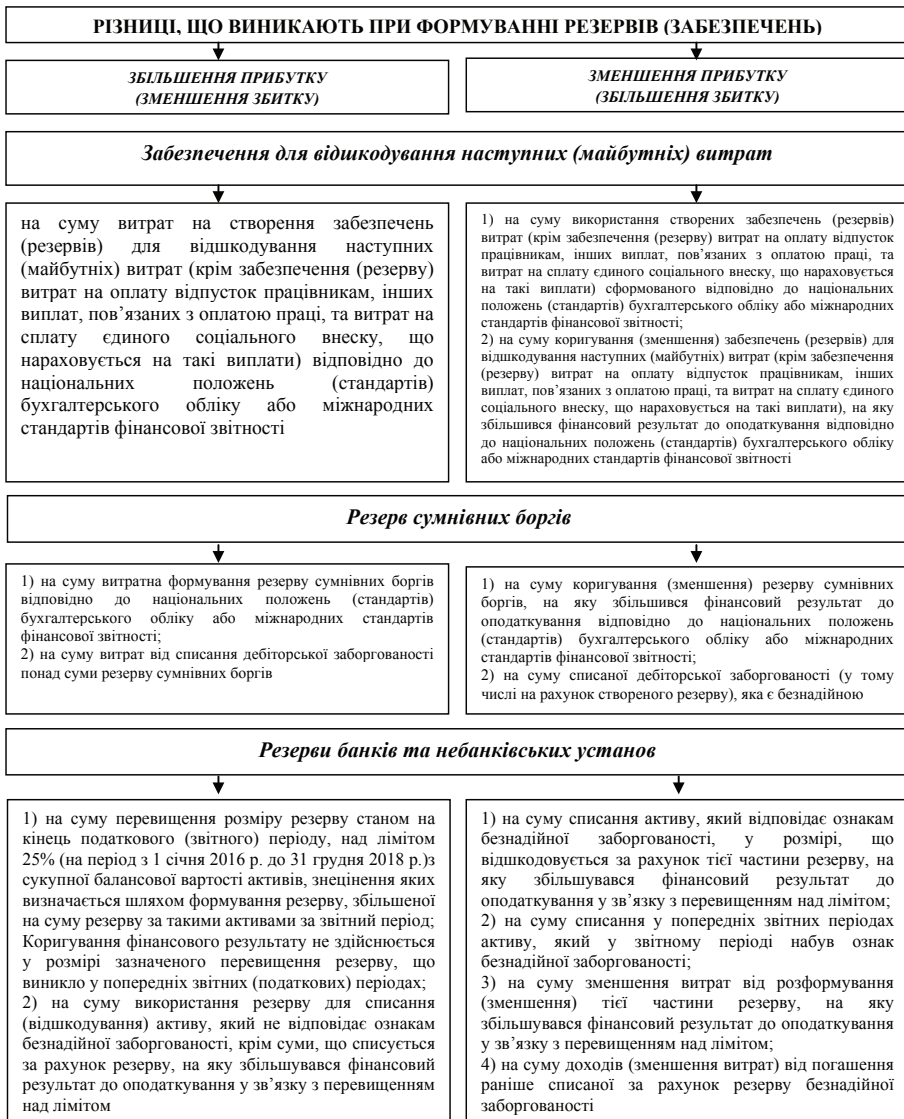 РІЗНИЦІ, ЩО ВИНИКАЮТЬ ПРИ ФОРМУВАННІ РЕЗЕРВІВ (ЗАБЕЗПЕЧЕНЬ)
ЗБІЛЬШЕННЯ ПРИБУТКУ
(ЗМЕНШЕННЯ ЗБИТКУ)
ЗМЕНШЕННЯ ПРИБУТКУ
(ЗБІЛЬШЕННЯ ЗБИТКУ)
Забезпечення для відшкодування наступних (майбутніх) витрат
на суму витрат на створення забезпечень
(резервів) для відшкодування наступних
(майбутніх) витрат (крім забезпечення (резерву)
витрат на оплату відпусток працівникам, інших
виплат, пов’язаних з оплатою праці, та витрат на
сплату єдиного соціального внеску, що
нараховується на такі виплати) відповідно до
національних положень (стандартів)
бухгалтерського обліку або міжнародних
стандартів фінансової звітності
1) на суму використання створених забезпечень (резервів)
витрат (крім забезпечення (резерву) витрат на оплату відпусток
працівникам, інших виплат, пов’язаних з оплатою праці, та
витрат на сплату єдиного соціального внеску, що нараховується
на такі виплати) сформованого відповідно до національних
положень (стандартів) бухгалтерського обліку або міжнародних
стандартів фінансової звітності;
2) на суму коригування (зменшення) забезпечень (резервів) для
відшкодування наступних (майбутніх) витрат (крім забезпечення
(резерву) витрат на оплату відпусток працівникам, інших
виплат, пов’язаних з оплатою праці, та витрат на сплату єдиного
соціального внеску, що нараховується на такі виплати), на яку
збільшився фінансовий результат до оподаткування відповідно
до національних положень (стандартів) бухгалтерського обліку
або міжнародних стандартів фінансової звітності
Резерв сумнівних боргів
1) на суму витратна формування резерву сумнівних боргів
відповідно до національних положень (стандартів)
бухгалтерського обліку або міжнародних стандартів
фінансової звітності;
2) на суму витрат від списання дебіторської заборгованості
понад суми резерву сумнівних боргів
1) на суму коригування (зменшення) резерву сумнівних
боргів, на яку збільшився фінансовий результат до
оподаткування відповідно до національних положень
(стандартів) бухгалтерського обліку або міжнародних
стандартів фінансової звітності;
2) на суму списаної дебіторської заборгованості (у тому
числі на рахунок створеного резерву), яка є безнадійною
Резерви банків та небанківських установ
1) на суму перевищення розміру резерву станом на
кінець податкового (звітного) періоду, над лімітом
25% (на період з 1 січня 2016 р. до 31 грудня 2018 р.)з
сукупної балансової вартості активів, знецінення яких
визначається шляхом формування резерву, збільшеної
на суму резерву за такими активами за звітний період;
Коригування фінансового результату не здійснюється
у розмірі зазначеного перевищення резерву, що
виникло у попередніх звітних (податкових) періодах;
2) на суму використання резерву для списання
(відшкодування) активу, який не відповідає ознакам
безнадійної заборгованості, крім суми, що списується
за рахунок резерву, на яку збільшувався фінансовий
результат до оподаткування у зв’язку з перевищенням
над лімітом
1) на суму списання активу, який відповідає ознакам
безнадійної заборгованості, у розмірі, що
відшкодовується за рахунок тієї частини резерву, на
яку збільшувався фінансовий результат до
оподаткування у зв’язку з перевищенням над лімітом;
2) на суму списання у попередніх звітних періодах
активу, який у звітному періоді набув ознак
безнадійної заборгованості;
3) на суму зменшення витрат від розформування
(зменшення) тієї частини резерву, на яку
збільшувався фінансовий результат до оподаткування
у зв’язку з перевищенням над лімітом;
4) на суму доходів (зменшення витрат) від погашення
раніше списаної за рахунок резерву безнадійної
заборгованості